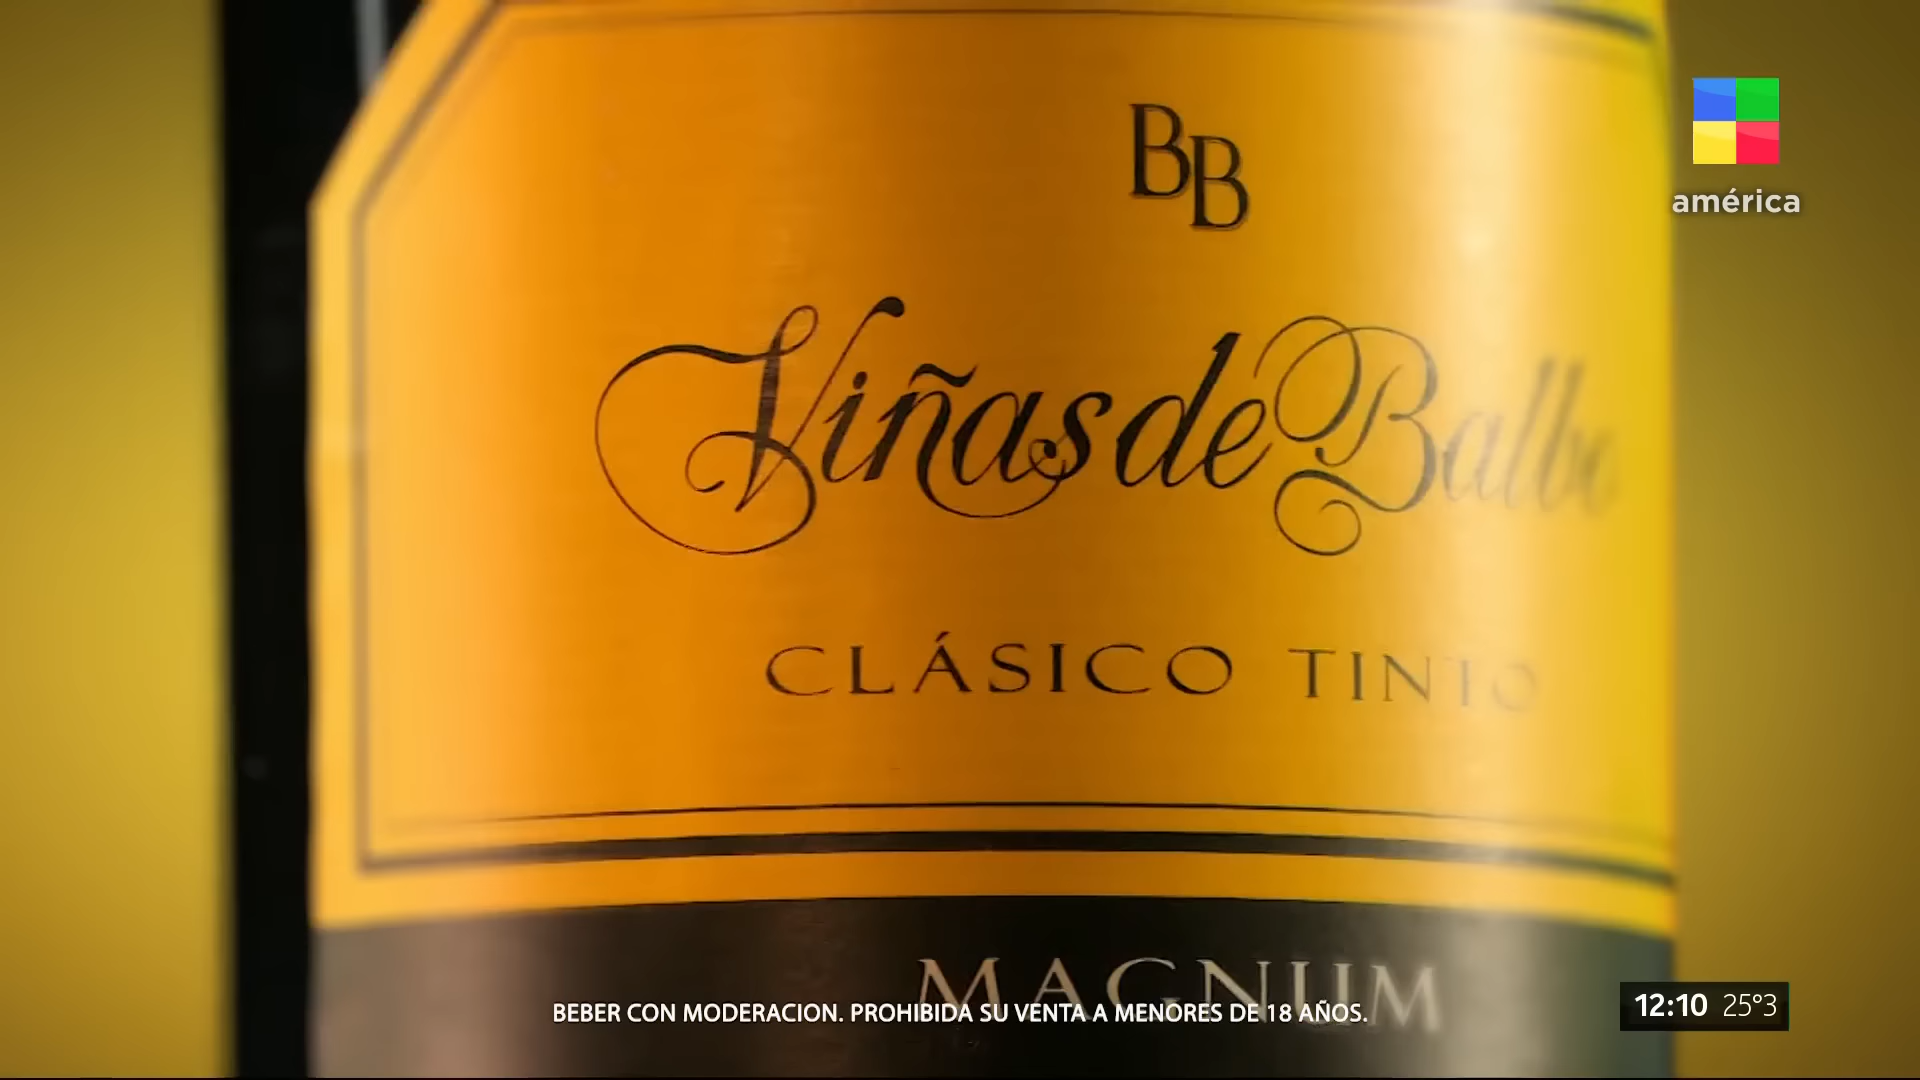 BB
américa
Viñas de Balbo
CLÁSICO TINTO
MAGNUM
BEBER CON MODERACION. PROHIBIDA SU VENTA A MENORES DE 18 AÑOS.
12:10 25°3